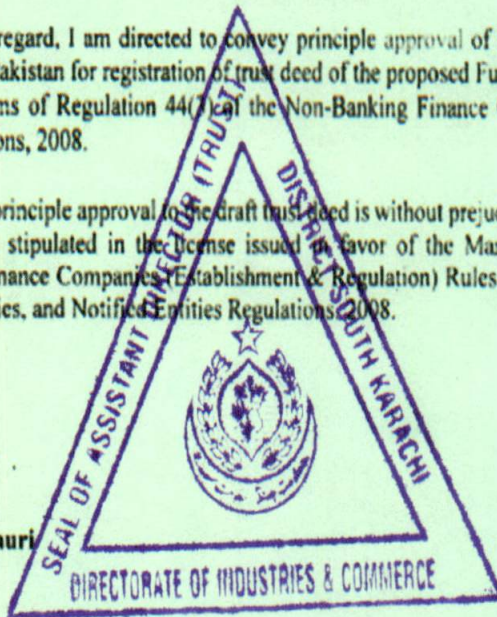 regard, I am directed to convey principle approval of
akistan for registration of trust deed of the proposed Fu
ns of Regulation 44(3) of the Non-Banking Finance
ons, 2008.
principle approval to the draft trust deed is without preju
stipulated in the license issued in favor of the Ma
nance Companies (Establishment & Regulation) Rules
ies, and Notified Entities Regulations, 2008.
auri
SEAL OF ASSISTANT DIRECTOR (TRUST)
DISTRICT SOUTH KARACHI
DIRECTORATE OF INDUSTRIES & COMMERCE